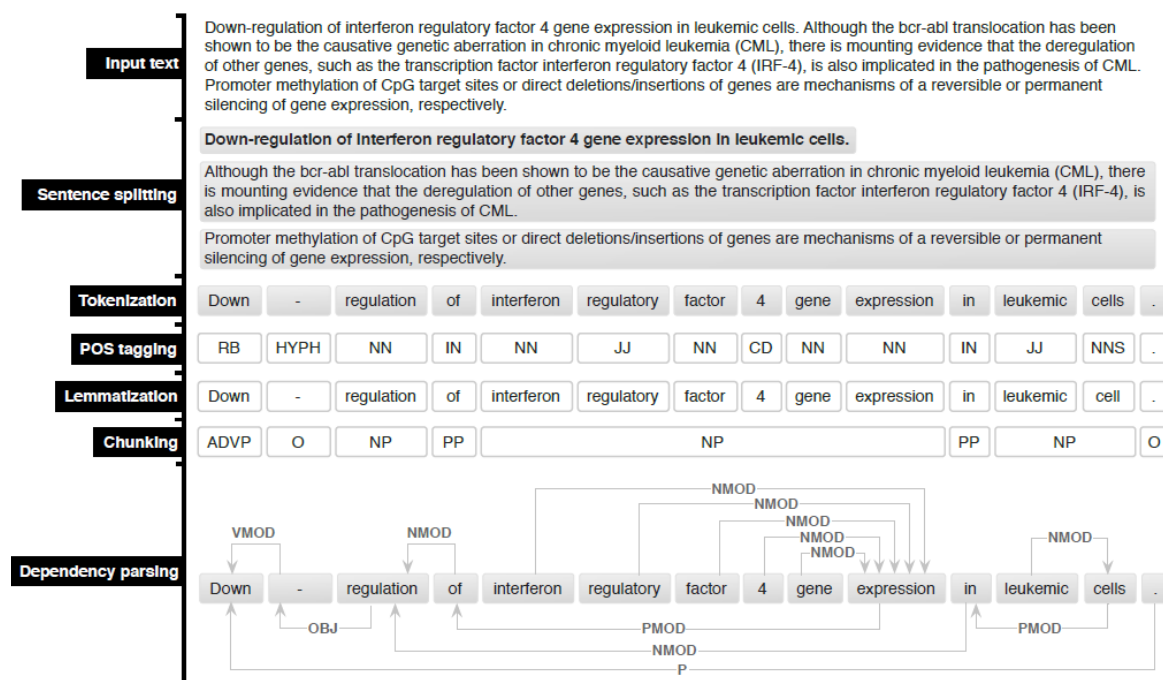 Input text
Down-regulation of interferon regulatory factor 4 gene expression in leukemic cells. Although the bcr-abl translocation has been
shown to be the causative genetic aberration in chronic myeloid leukemia (CML), there is mounting evidence that the deregulation
of other genes, such as the transcription factor interferon regulatory factor 4 (IRF-4), is also implicated in the pathogenesis of CML.
Promoter methylation of CpG target sites or direct deletions/insertions of genes are mechanisms of a reversible or permanent
silencing of gene expression, respectively.
Sentence splitting
Down-regulation of interferon regulatory factor 4 gene expression in leukemic cells.
Although the bcr-abl translocation has been shown to be the causative genetic aberration in chronic myeloid leukemia (CML), there
is mounting evidence that the deregulation of other genes, such as the transcription factor interferon regulatory factor 4 (IRF-4), is
also implicated in the pathogenesis of CML.
Promoter methylation of CpG target sites or direct deletions/insertions of genes are mechanisms of a reversible or permanent
silencing of gene expression, respectively.
Tokenization Down - regulation of interferon regulatory factor 4 gene expression in leukemic cells .
POS tagging RB HYPH NN IN NN JJ NN CD NN NN IN JJ NNS .
Lemmatization Down - regulation of interferon regulatory factor 4 gene expression in leukemic cell .
Chunking ADVP O NP PP NP PP NP O
NMOD
NMOD
VMOD NMOD NMOD
NMOD NMOD
NMOD
Dependency parsing Down - regulation of interferon regulatory factor 4 gene expression in leukemic cells .
OBJ PMOD PMOD
NMOD
P